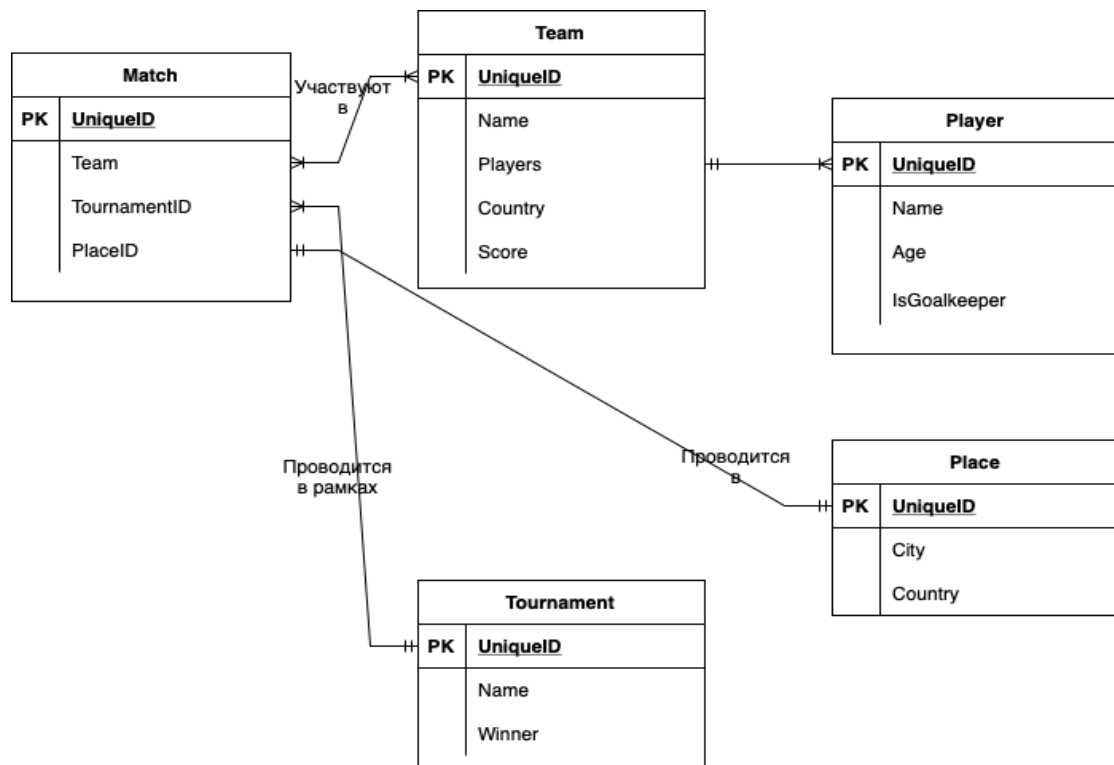 Match
PK UniqueID
Team
TournamentID
PlaceID
Участвуют
в
Team
PK UniqueID
Name
Players
Country
Score
Player
PK UniqueID
Name
Age
IsGoalkeeper
Проводится
в рамках
Проводится
в
Place
PK UniqueID
City
Country
Tournament
PK UniqueID
Name
Winner